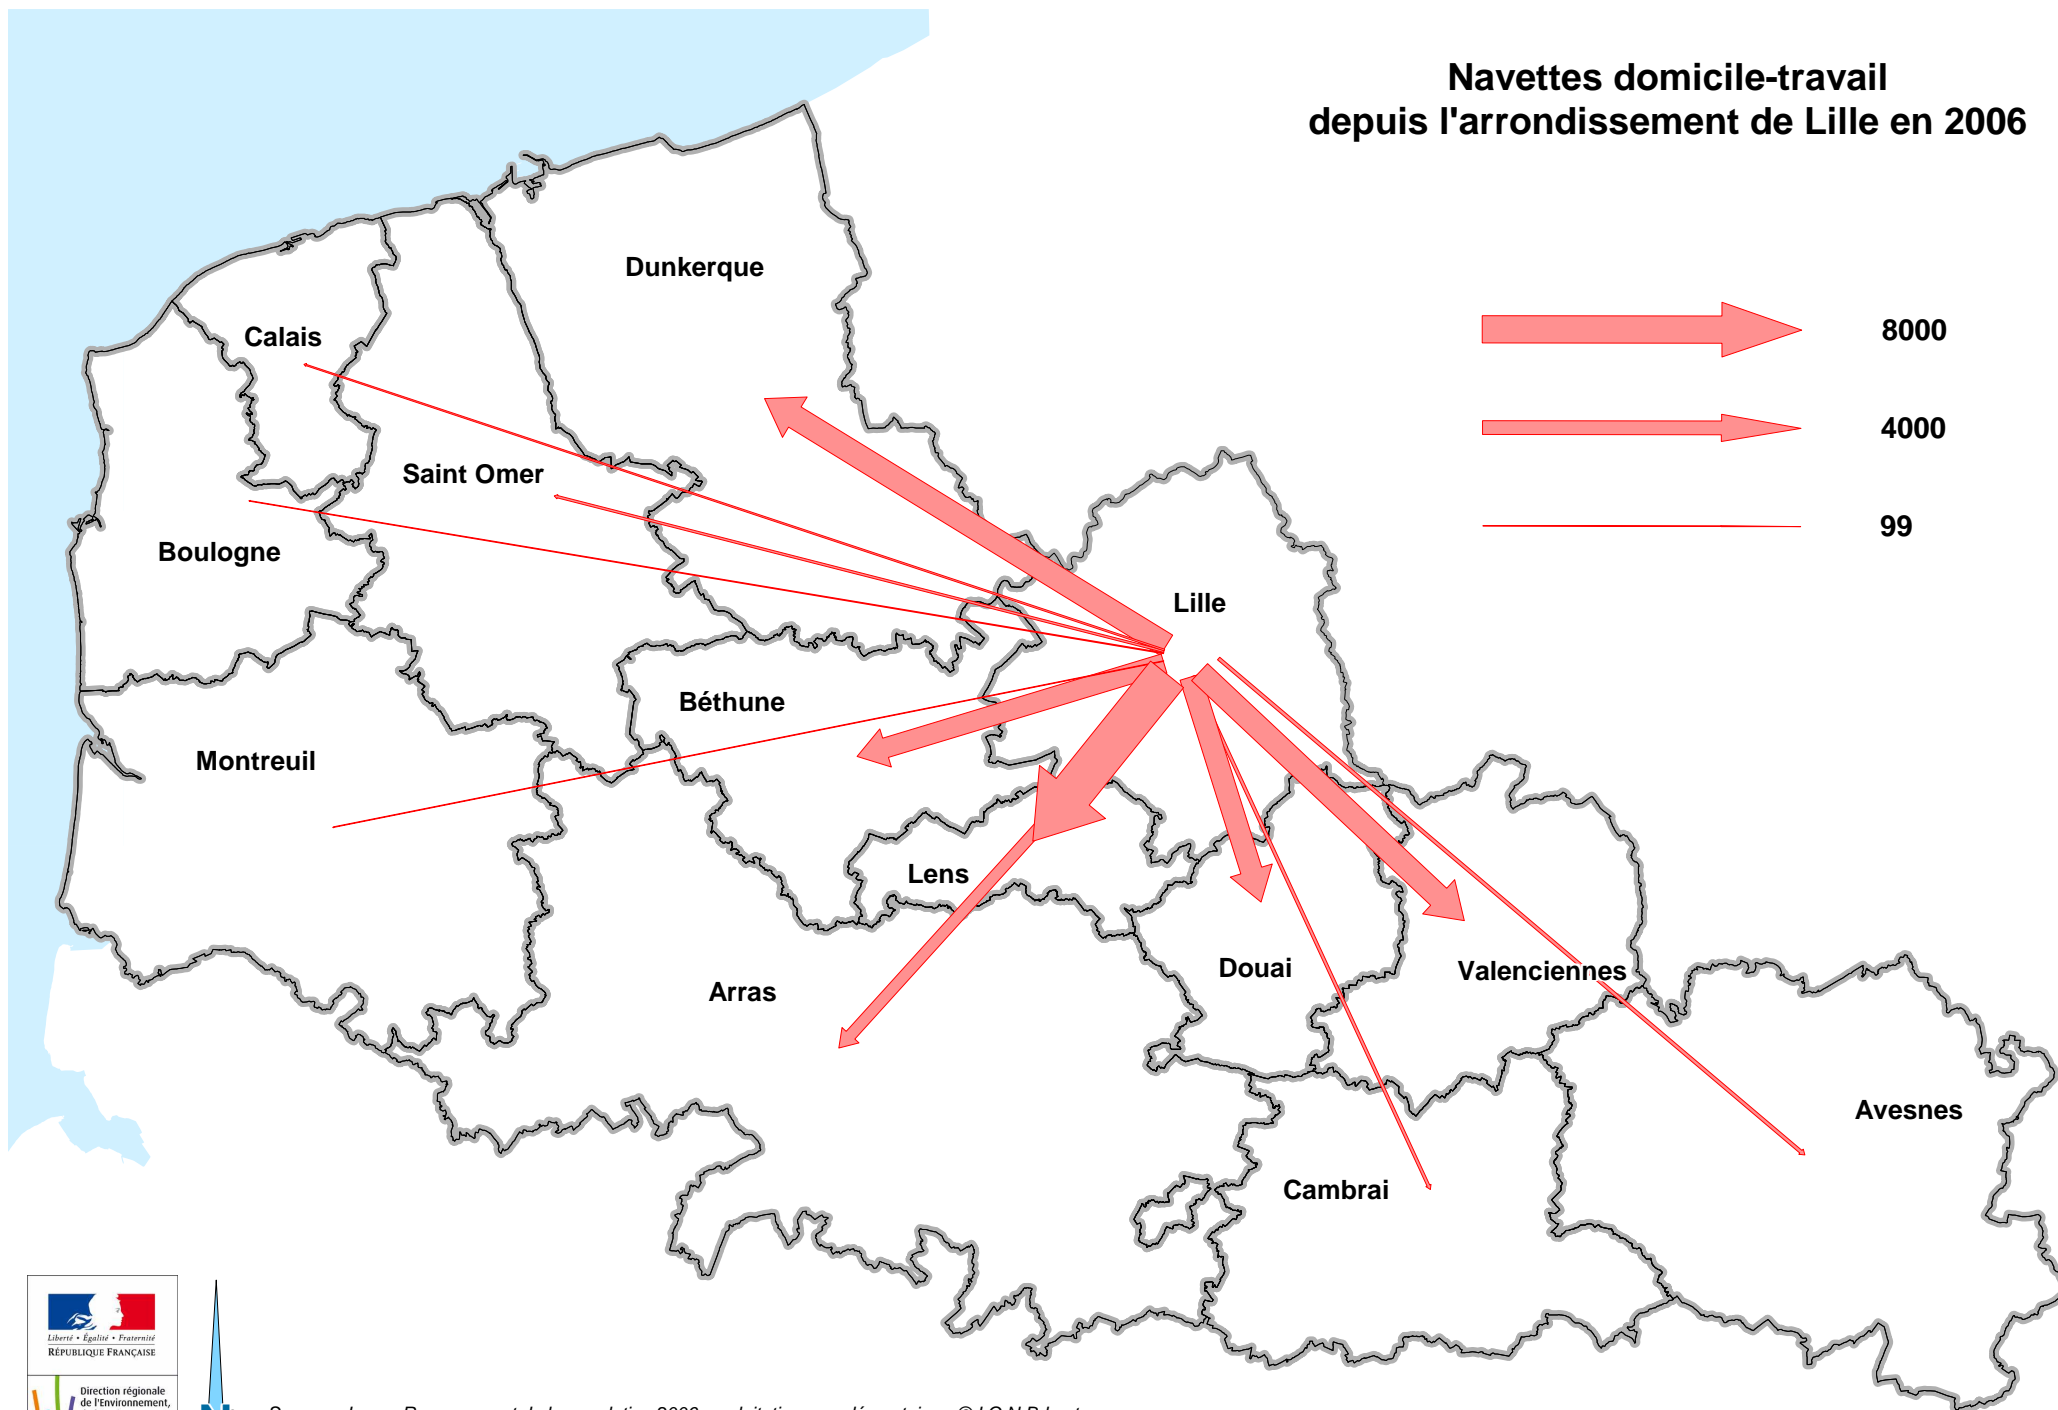 Navettes domicile-travail
depuis l'arrondissement de Lille en 2006
Dunkerque
8000
Calais
4000
Saint Omer
99
Boulogne
Lille
Béthune
Montreuil
Lens
Douai
Valenciennes
Arras
Avesnes
Cambrai
Liberté • Égalité • Fraternité
RÉPUBLIQUE FRANÇAISE
Direction régionale
de l'Environnement,
N